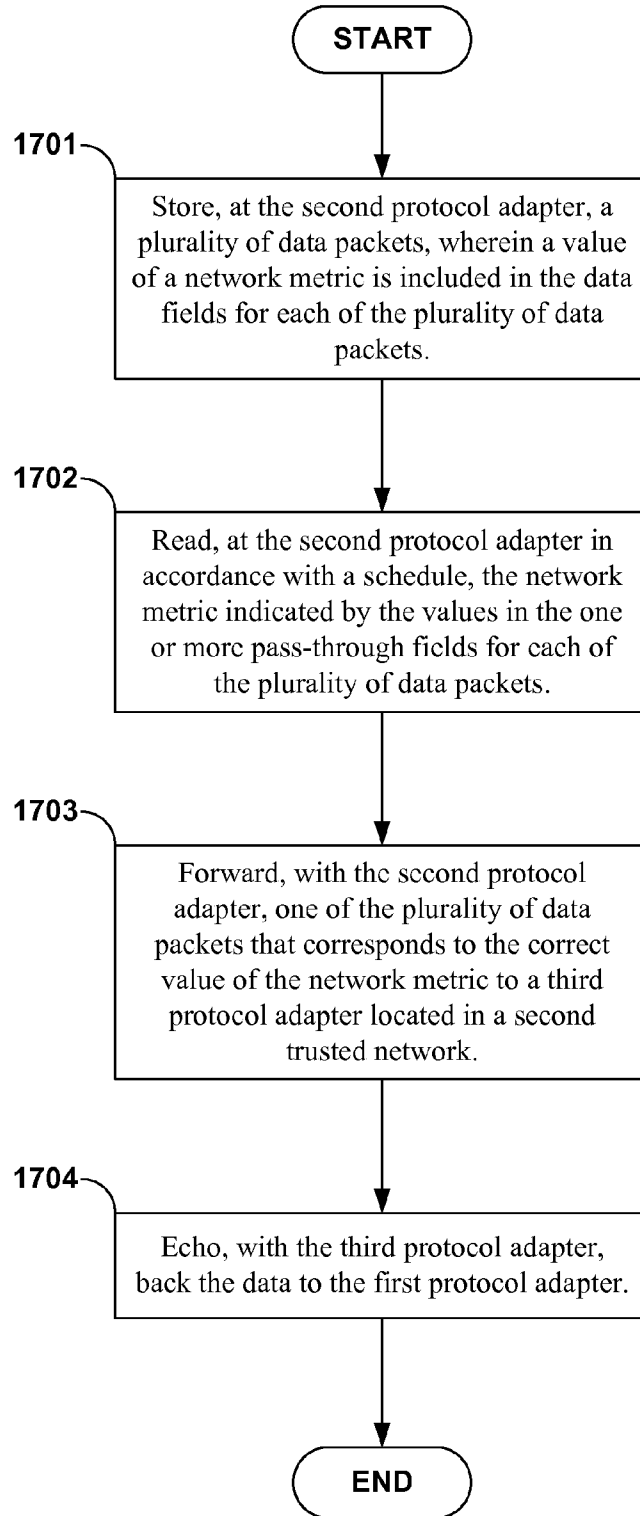 START
1701
Store, at the second protocol adapter, a
plurality of data packets, wherein a value
of a network metric is included in the data
fields for each of the plurality of data
packets.
1702
Read, at the second protocol adapter in
accordance with a schedule, the network
metric indicated by the values in the one
or more pass-through fields for each of
the plurality of data packets.
1703
Forward, with the second protocol
adapter, one of the plurality of data
packets that corresponds to the correct
value of the network metric to a third
protocol adapter located in a second
trusted network.
1704
Echo, with the third protocol adapter,
back the data to the first protocol adapter.
END